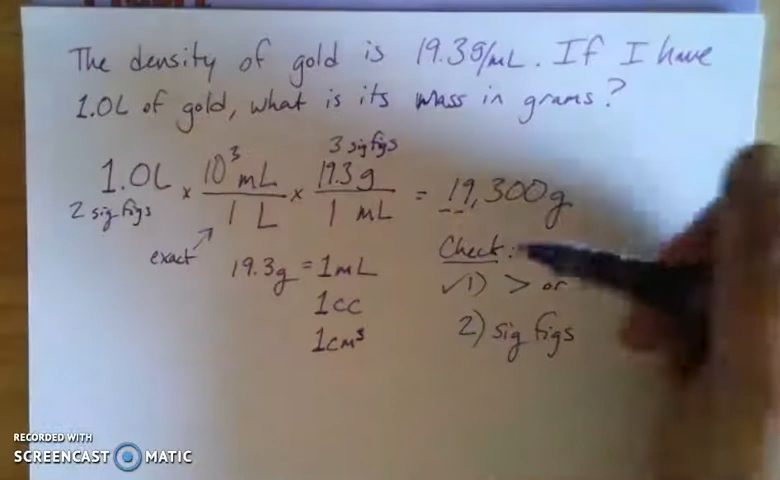 The density of gold is 19.3g/mL. If I have
1.0L of gold, what is its mass in grams?
3 sig figs
1.0L × 10³ mL / 1 L × 19.3g / 1 mL = 19,300g
2 sig figs
exact
19.3g = 1mL
1cc
1cm³
Check:
✓1) > or
2) sig figs
RECORDED WITH
SCREENCAST MATIC